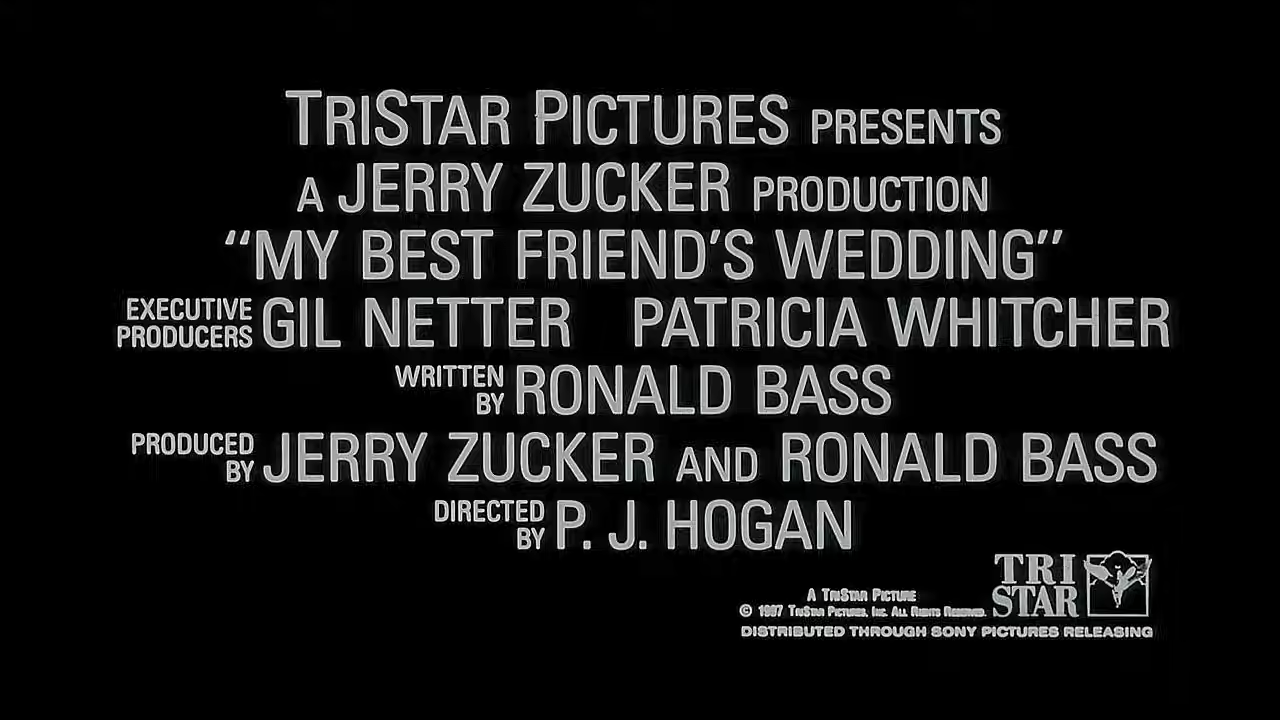 TRISTAR PICTURES PRESENTS
A JERRY ZUCKER PRODUCTION
“MY BEST FRIEND’S WEDDING”
EXECUTIVE PRODUCERS GIL NETTER PATRICIA WHITCHER
WRITTEN BY RONALD BASS
PRODUCED BY JERRY ZUCKER AND RONALD BASS
DIRECTED BY P. J. HOGAN
TRI STAR
A TRISTAR PICTURE
© 1997 TRISTAR PICTURES, INC. ALL RIGHTS RESERVED.
DISTRIBUTED THROUGH SONY PICTURES RELEASING